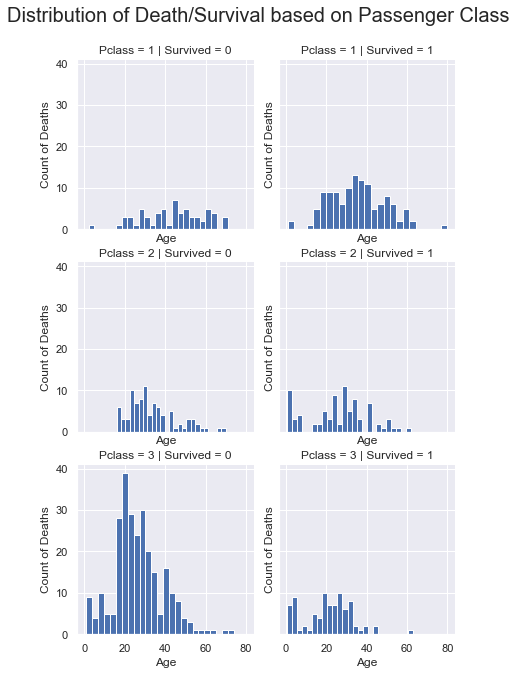 Distribution of Death/Survival based on Passenger Class
Pclass = 1 | Survived = 0
Pclass = 1 | Survived = 1
40
30
20
10
0
Count of Deaths
Count of Deaths
Age
Age
Pclass = 2 | Survived = 0
Pclass = 2 | Survived = 1
40
30
20
10
0
Count of Deaths
Count of Deaths
Age
Age
Pclass = 3 | Survived = 0
Pclass = 3 | Survived = 1
40
30
20
10
0
Count of Deaths
Count of Deaths
0 20 40 60 80
0 20 40 60 80
Age
Age